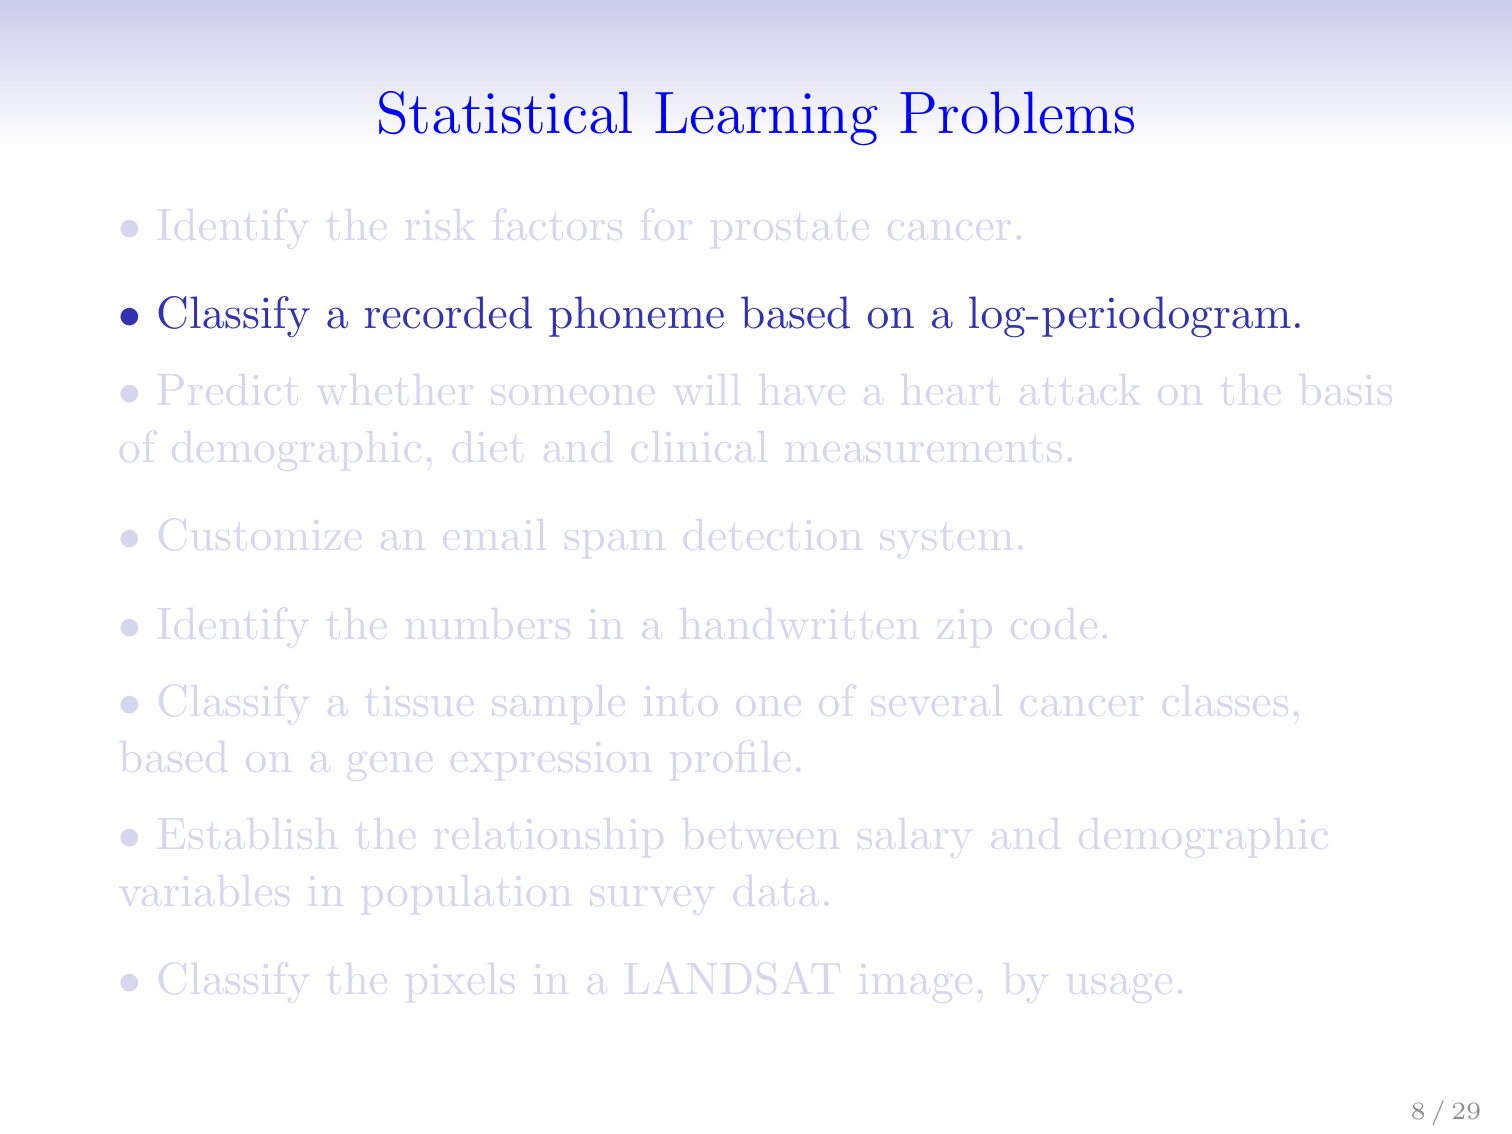 Statistical Learning Problems
• Identify the risk factors for prostate cancer.
• Classify a recorded phoneme based on a log-periodogram.
• Predict whether someone will have a heart attack on the basis
of demographic, diet and clinical measurements.
• Customize an email spam detection system.
• Identify the numbers in a handwritten zip code.
• Classify a tissue sample into one of several cancer classes,
based on a gene expression profile.
• Establish the relationship between salary and demographic
variables in population survey data.
• Classify the pixels in a LANDSAT image, by usage.
8 / 29